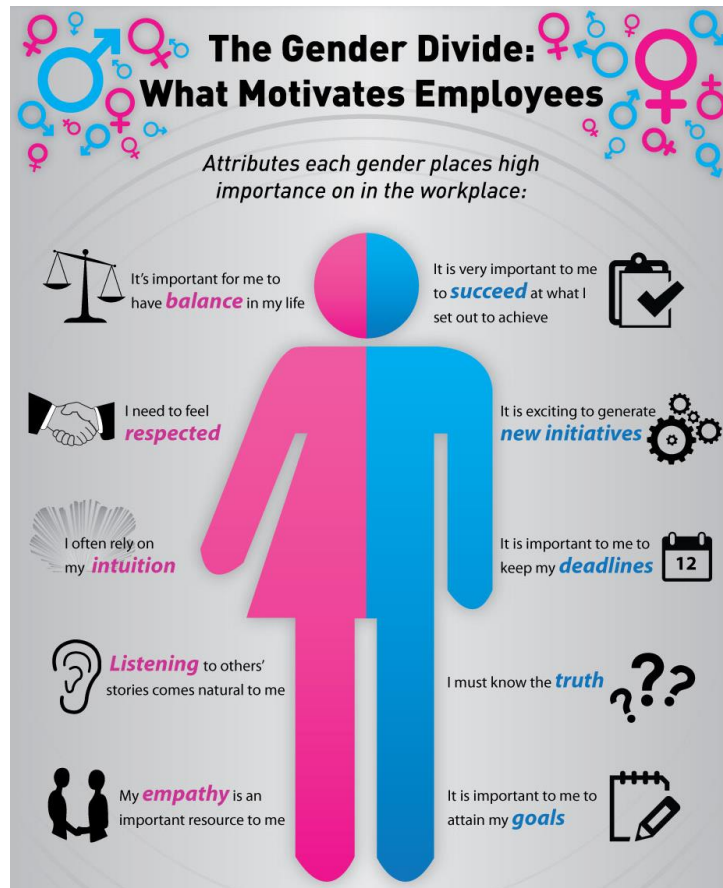 The Gender Divide:
What Motivates Employees
Attributes each gender places high
importance on in the workplace:
It's important for me to
have balance in my life
I need to feel
respected
I often rely on
my intuition
Listening to others'
stories comes natural to me
My empathy is an
important resource to me
It is very important to me
to succeed at what I
set out to achieve
It is exciting to generate
new initiatives
It is important to me to
keep my deadlines
12
I must know the truth
???
It is important to me to
attain my goals